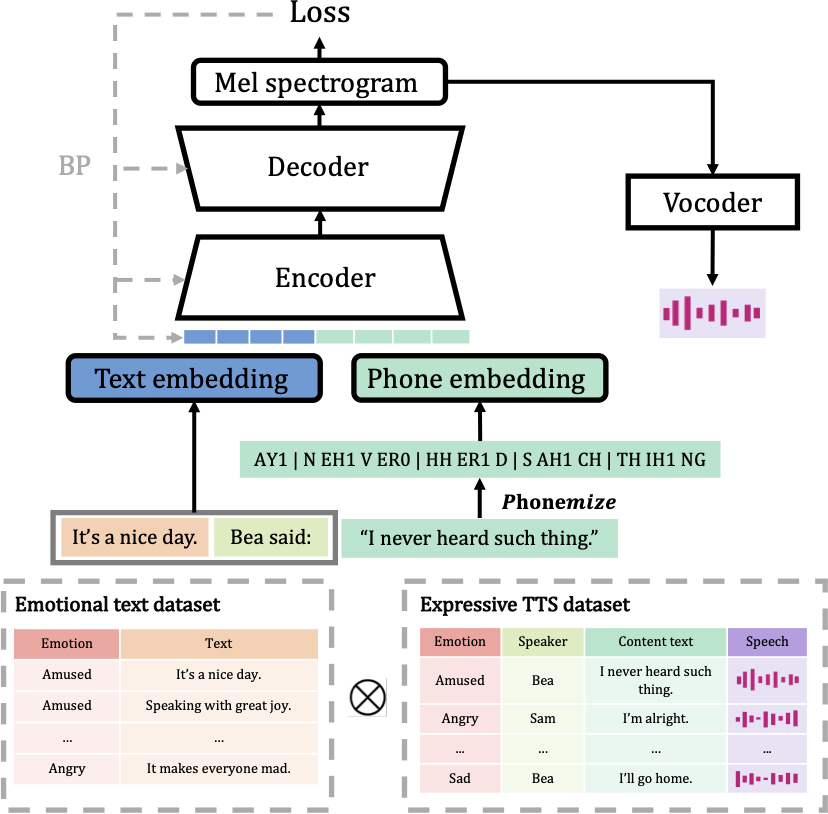 Loss
Mel spectrogram
BP
Decoder
Vocoder
Encoder
Text embedding
Phone embedding
AY1 | N EH1 V ER0 | HH ER1 D | S AH1 CH | TH IH1 NG
Phonemize
It's a nice day.
Bea said:
“I never heard such thing.”
Emotional text dataset
Emotion Text
Amused It's a nice day.
Amused Speaking with great joy.
... ...
Angry It makes everyone mad.
Expressive TTS dataset
Emotion Speaker Content text Speech
Amused Bea I never heard such
thing.
Angry Sam I'm alright.
... ... ... ...
Sad Bea I'll go home.